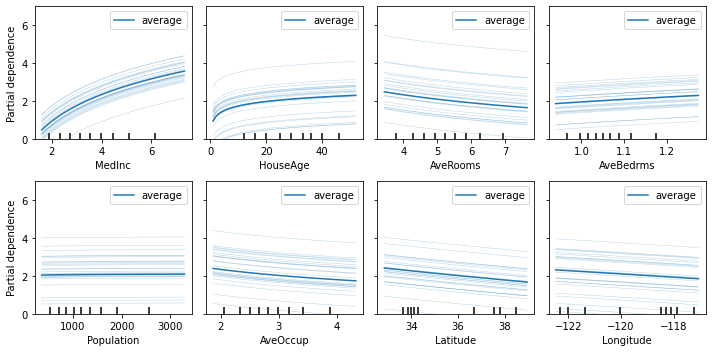 average
average
average
average
Partial dependence
6
4
2
0
2 4 6
0 20 40
4 5 6 7
1.0 1.1 1.2
MedInc
HouseAge
AveRooms
AveBedrms
average
average
average
average
Partial dependence
6
4
2
0
1000 2000 3000
2 3 4
34 36 38
−122 −120 −118
Population
AveOccup
Latitude
Longitude